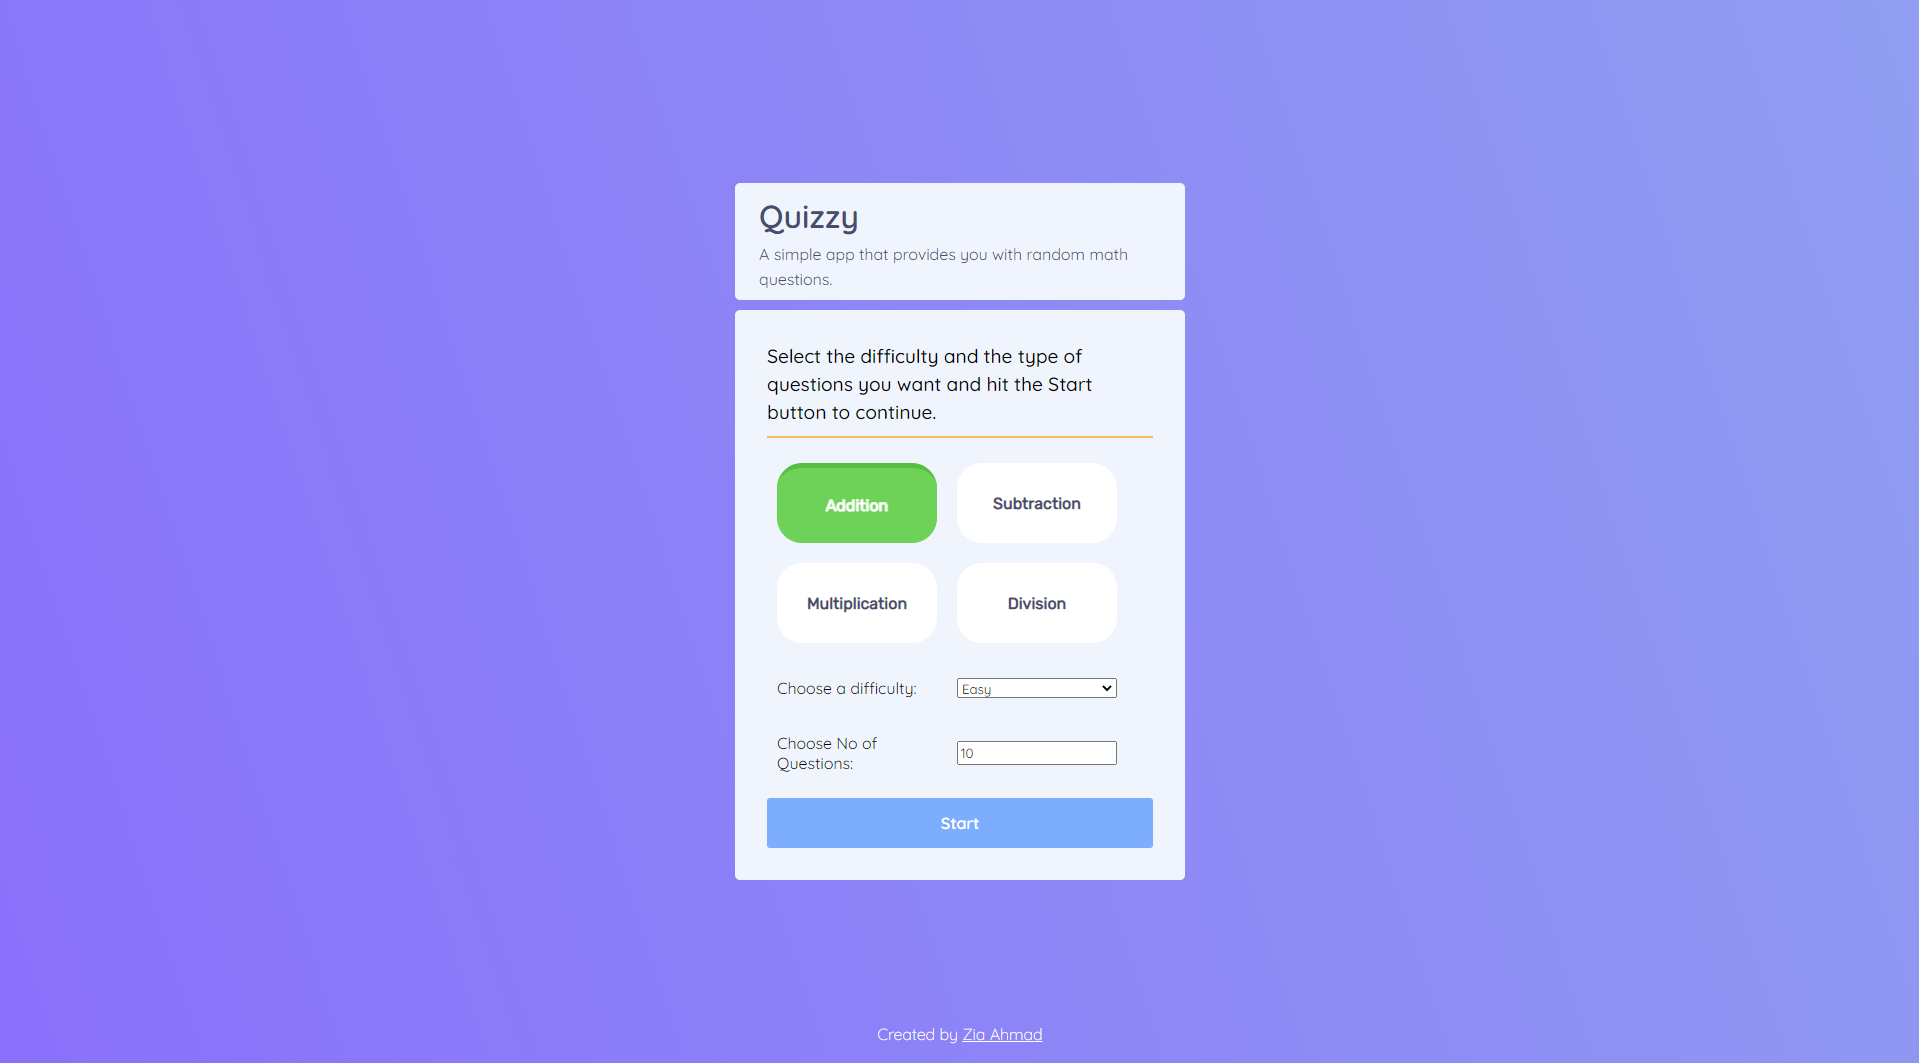 Quizzy
A simple app that provides you with random math
questions.
Select the difficulty and the type of
questions you want and hit the Start
button to continue.
Addition
Subtraction
Multiplication
Division
Choose a difficulty:
Easy
Choose No of
Questions:
10
Start
Created by Zia Ahmad